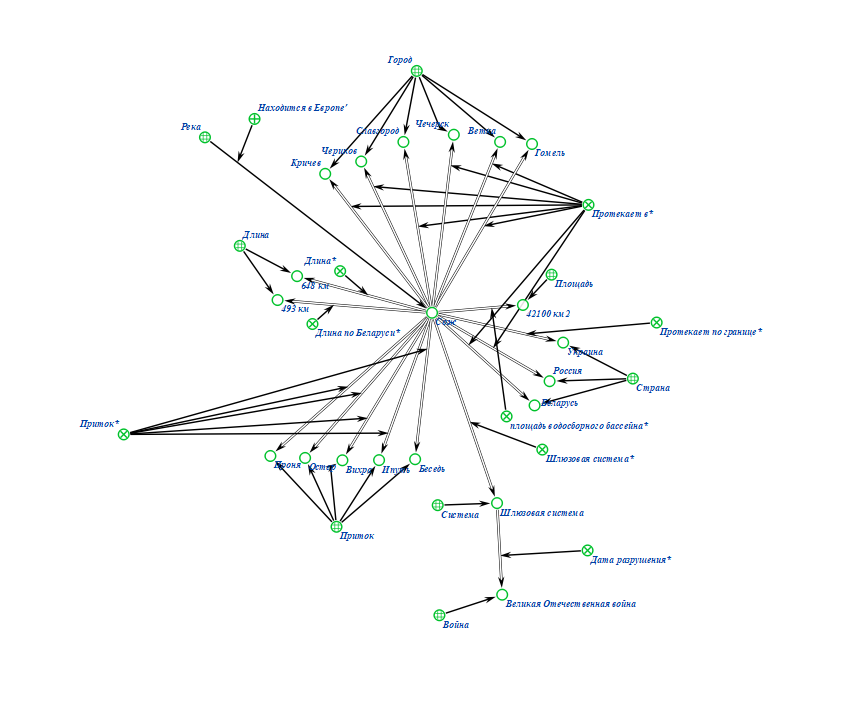 Город
Находится в Европе'
Река
Славгород
Чечерск
Ветка
Чериков
Гомель
Кричев
Протекает в*
Длина
Длина*
648 км
Площадь
493 км
42100 км2
Сож
Длина по Беларуси*
Протекает по границе*
Украина
Россия
Страна
Беларусь
Приток*
площадь водосборного бассейна*
Шлюзовая система*
Проня
Остер
Вихра
Ипуть
Беседь
Система
Шлюзовая система
Приток
Дата разрушения*
Великая Отечественная война
Война